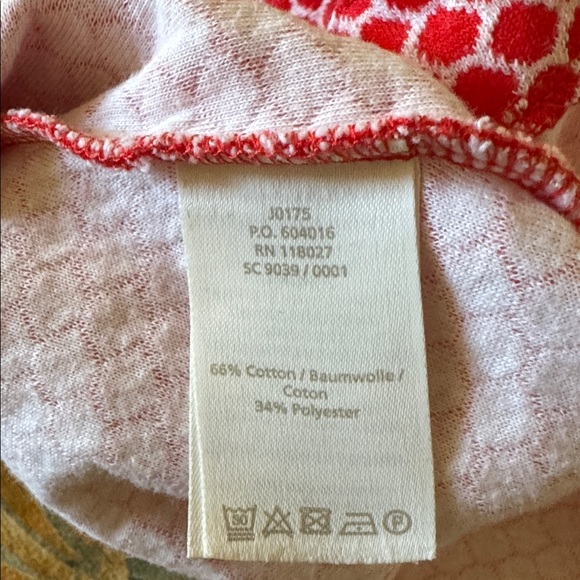 J0175
P.O. 604016
RN 118027
SC 9039 / 0001
66% Cotton / Baumwolle /
Coton
34% Polyester
P